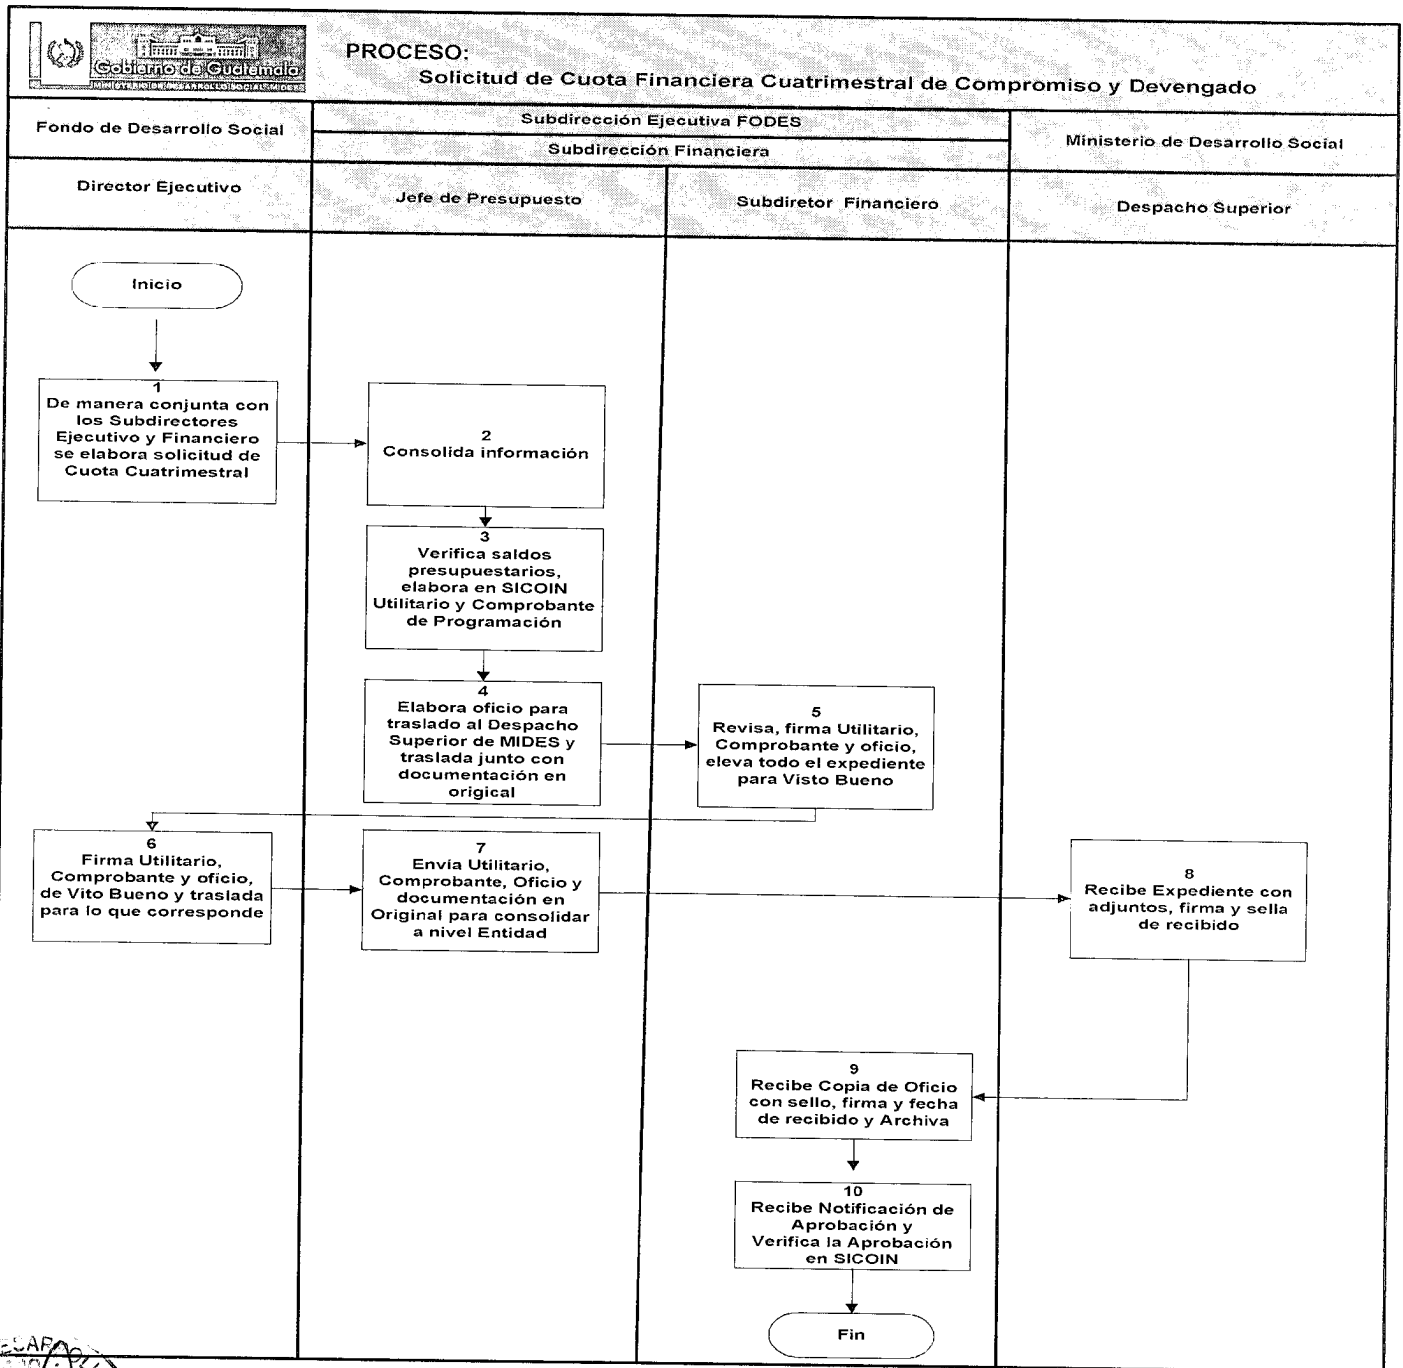 PROCESO:
Solicitud de Cuota Financiera Cuatrimestral de Compromiso y Devengado
Gobierno de Guatemala
MINISTERIO DE DESARROLLO SOCIAL, MIDES
Fondo de Desarrollo Social
Subdirección Ejecutiva FODES
Subdirección Financiera
Ministerio de Desarrollo Social
Director Ejecutivo
Jefe de Presupuesto
Subdiretor Financiero
Despacho Superior
Inicio
1
De manera conjunta con
los Subdirectores
Ejecutivo y Financiero
se elabora solicitud de
Cuota Cuatrimestral
2
Consolida información
3
Verifica saldos
presupuestarios,
elabora en SICOIN
Utilitario y Comprobante
de Programación
4
Elabora oficio para
traslado al Despacho
Superior de MIDES y
traslada junto con
documentación en
origical
5
Revisa, firma Utilitario,
Comprobante y oficio,
eleva todo el expediente
para Visto Bueno
6
Firma Utilitario,
Comprobante y oficio,
de Vito Bueno y traslada
para lo que corresponde
7
Envía Utilitario,
Comprobante, Oficio y
documentación en
Original para consolidar
a nivel Entidad
8
Recibe Expediente con
adjuntos, firma y sella
de recibido
9
Recibe Copia de Oficio
con sello, firma y fecha
de recibido y Archiva
10
Recibe Notificación de
Aprobación y
Verifica la Aprobación
en SICOIN
Fin